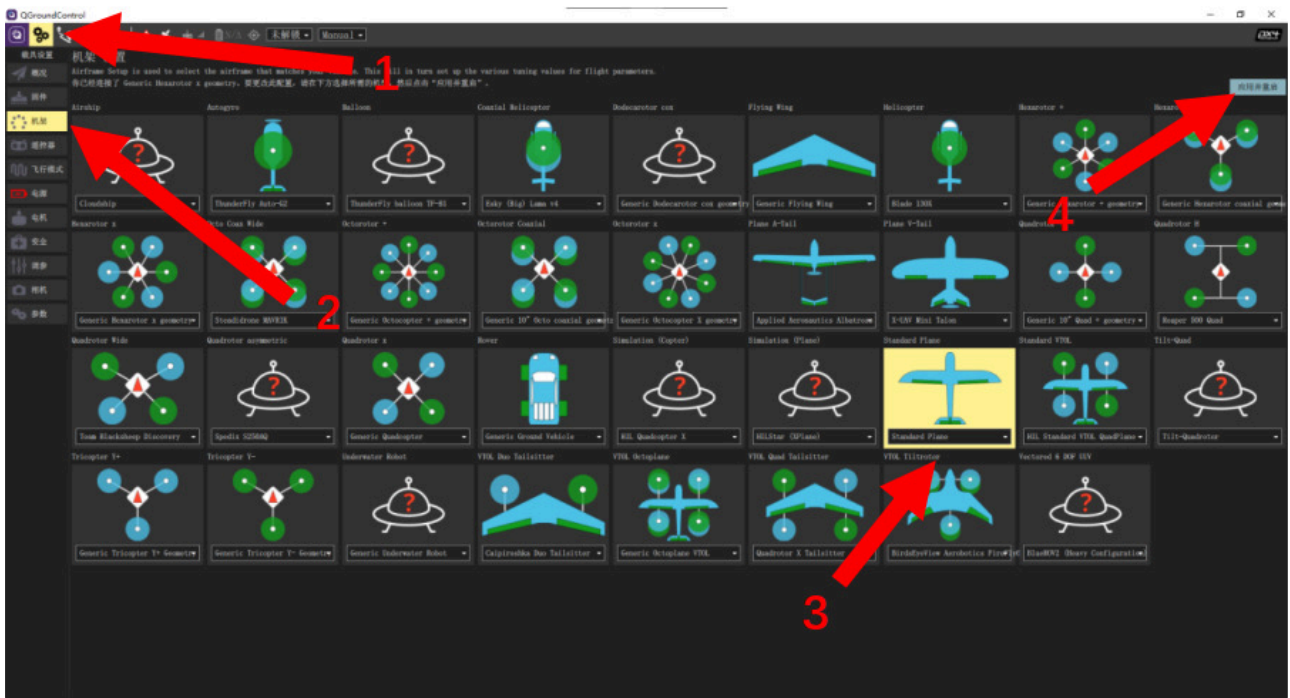 QGroundControl
N/A 未解锁 Manual
PX4
载具设置
机架 设置
概况
固件
机架
遥控器
飞行模式
电源
电机
安全
调参
相机
参数
Airframe Setup is used to select the airframe that matches your
This will in turn set up the various tuning values for flight parameters.
你已经连接了 Generic Hexarotor x geometry. 要更改此配置, 请在下方选择所需的机
然后点击 “应用并重启” .
应用并重启
1
2
3
4
Airship Autogyro Balloon Coaxial Helicopter Dodecarotor cox Flying Wing Helicopter Hexarotor +
Cloudship ThunderFly Auto-G2 ThunderFly balloon TF-B1 Esky (Big) Lama v4 Generic Dodecarotor cox geometry Generic Flying Wing Blade 130X Generic Hexarotor + geometry Generic Hexarotor coaxial geome
Hexarotor x Octo Coax Wide Octorotor + Octorotor Coaxial Octorotor x Plane A-Tail Plane V-Tail Quadrotor + Quadrotor H
Generic Hexarotor x geometry Steadidrone MAVRIK Generic Octocopter + geometry Generic 10" Octo coaxial geomet Generic Octocopter X geometry Applied Aeronautics Albatross X-UAV Mini Talon Generic 10" Quad + geometry Reaper 500 Quad
Quadrotor Wide Quadrotor asymmetric Quadrotor x Rover Simulation (Copter) Simulation (Plane) Standard Plane Standard VTOL Tilt-Quad
Team Blacksheep Discovery Spedix S250AQ Generic Quadcopter Generic Ground Vehicle HIL Quadcopter X HILStar (XPlane) Standard Plane HIL Standard VTOL QuadPlane Tilt-Quadrotor
Tricopter Y+ Tricopter Y- Underwater Robot VTOL Duo Tailsitter VTOL Octoplane VTOL Quad Tailsitter VTOL Tiltrotor Vectored 6 DOF UUV
Generic Tricopter Y+ Geometry Generic Tricopter Y- Geometry Generic Underwater Robot Caipiroshka Duo Tailsitter Generic Octoplane VTOL Quadrotor X Tailsitter BirdsEyeView Aerobotics FireFly6 BlueROV2 (Heavy Configuration)